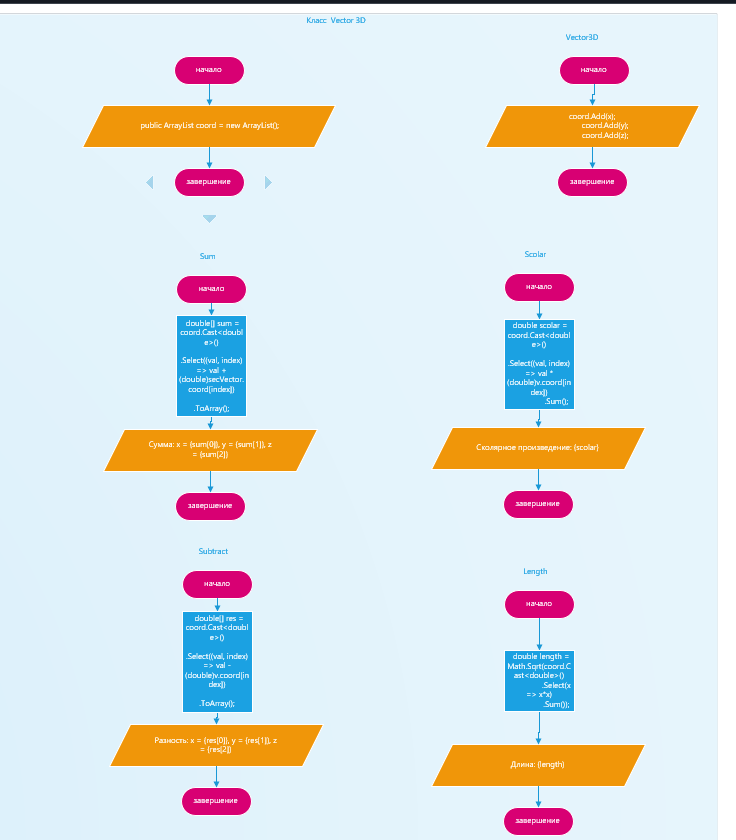 Класс Vector 3D
начало
public ArrayList coord = new ArrayList();
завершение
Vector3D
начало
coord.Add(x);
coord.Add(y);
coord.Add(z);
завершение
Sum
начало
double[] sum =
coord.Cast<doubl
e>()
.Select((val, index)
=> val +
(double)secVector.
coord[index])
.ToArray();
Сумма: x = {sum[0]}, y = {sum[1]}, z
= {sum[2]}
завершение
Scolar
начало
double scolar =
coord.Cast<doubl
e>()
.Select((val, index)
=> val *
(double)v.coord[in
dex])
.Sum();
Сколярное произведение: {scolar}
завершение
Subtract
начало
double[] res =
coord.Cast<doubl
e>()
.Select((val, index)
=> val -
(double)v.coord[in
dex])
.ToArray();
Разность: x = {res[0]}, y = {res[1]}, z
= {res[2]}
завершение
Length
начало
double length =
Math.Sqrt(coord.C
ast<double>()
.Select(x
=> x*x)
.Sum());
Длина: {length}
завершение